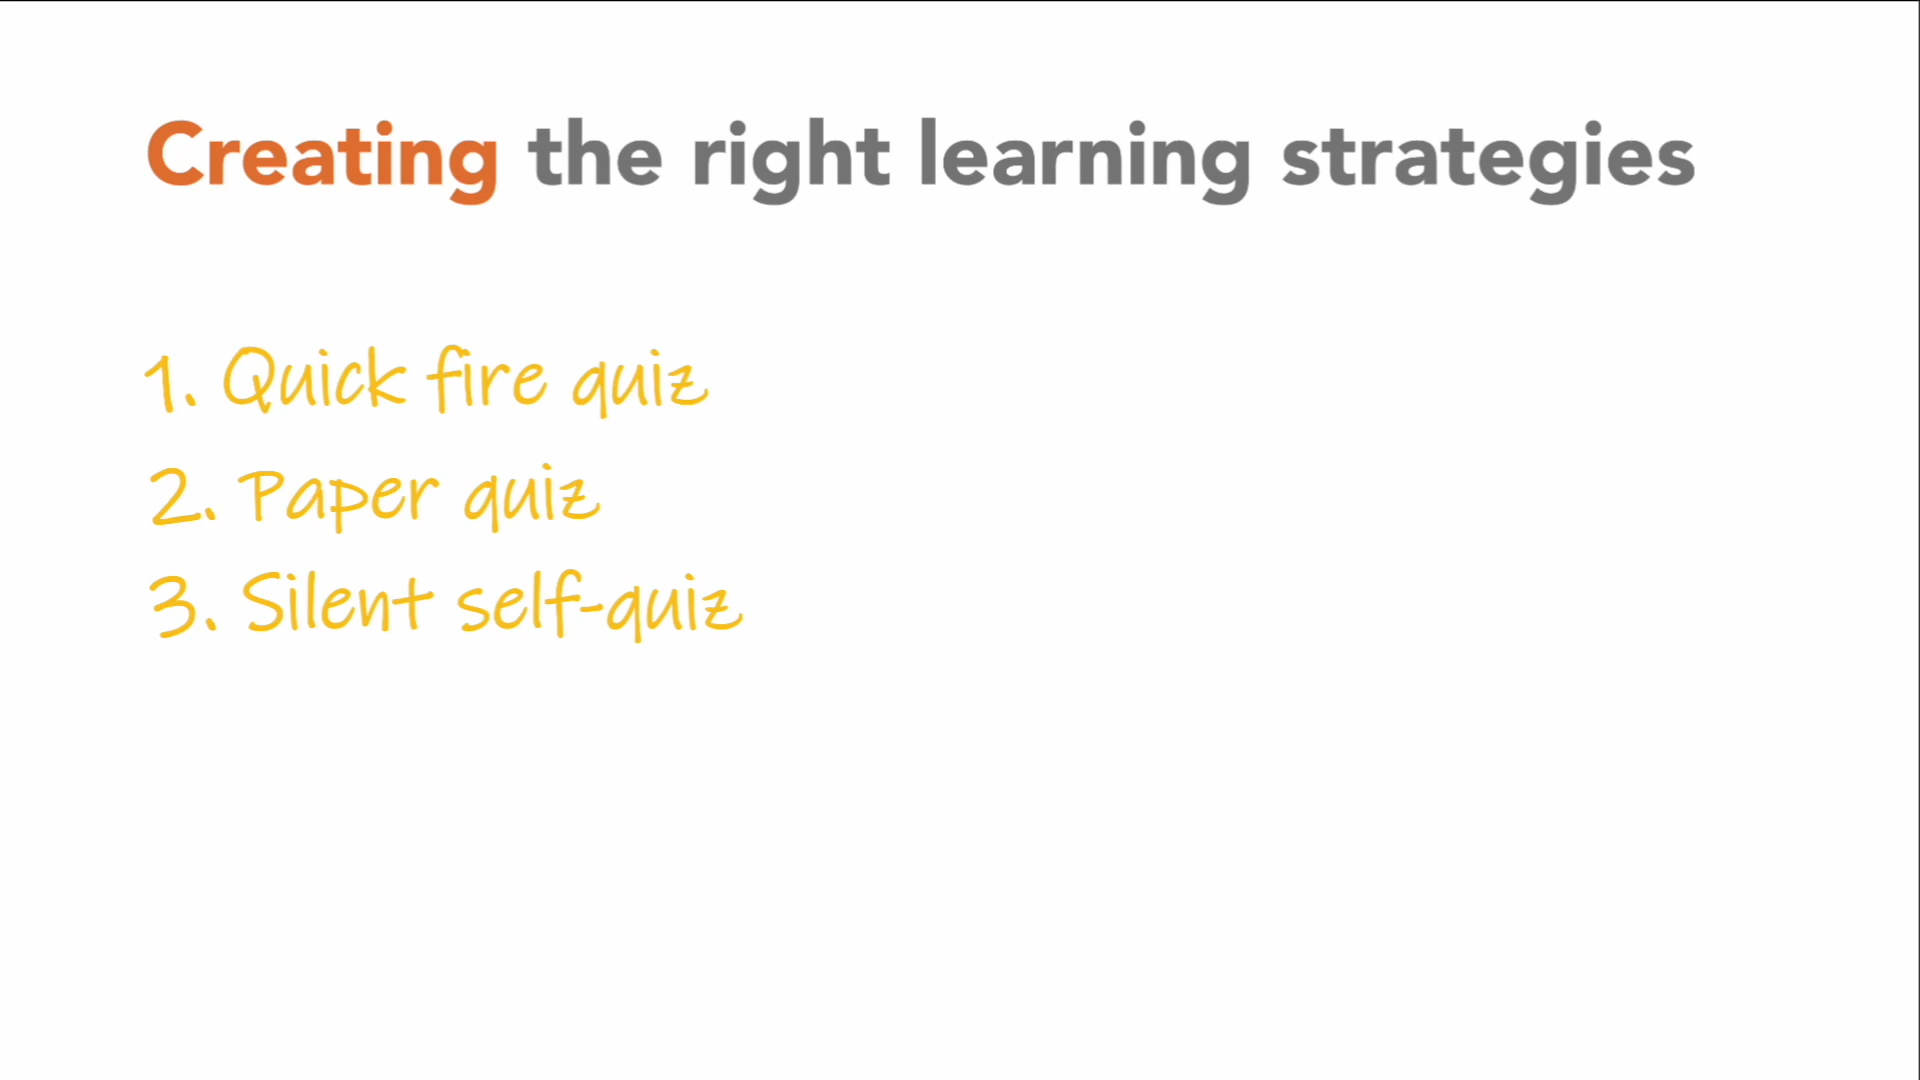 Creating the right learning strategies
1. Quick fire quiz
2. Paper quiz
3. Silent self-quiz